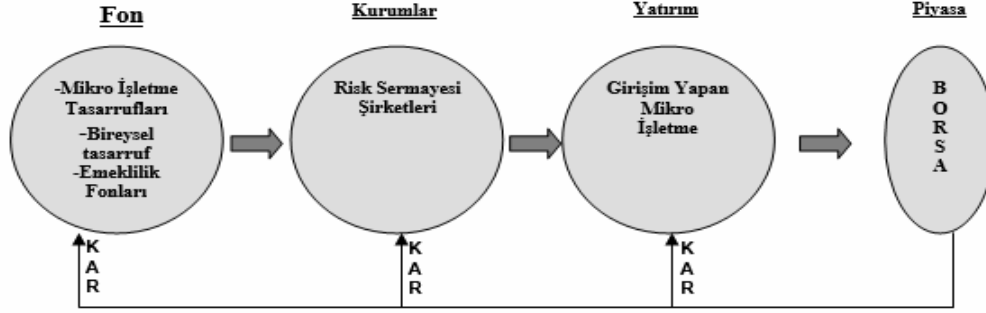 Fon
Kurumlar
Yatırım
Piyasa
-Mikro İşletme
Tasarrufları
-Bireysel
tasarruf
-Emeklilik
Fonları
Risk Sermayesi
Şirketleri
Girişim Yapan
Mikro
İşletme
B
O
R
S
A
K
A
R
K
A
R
K
A
R